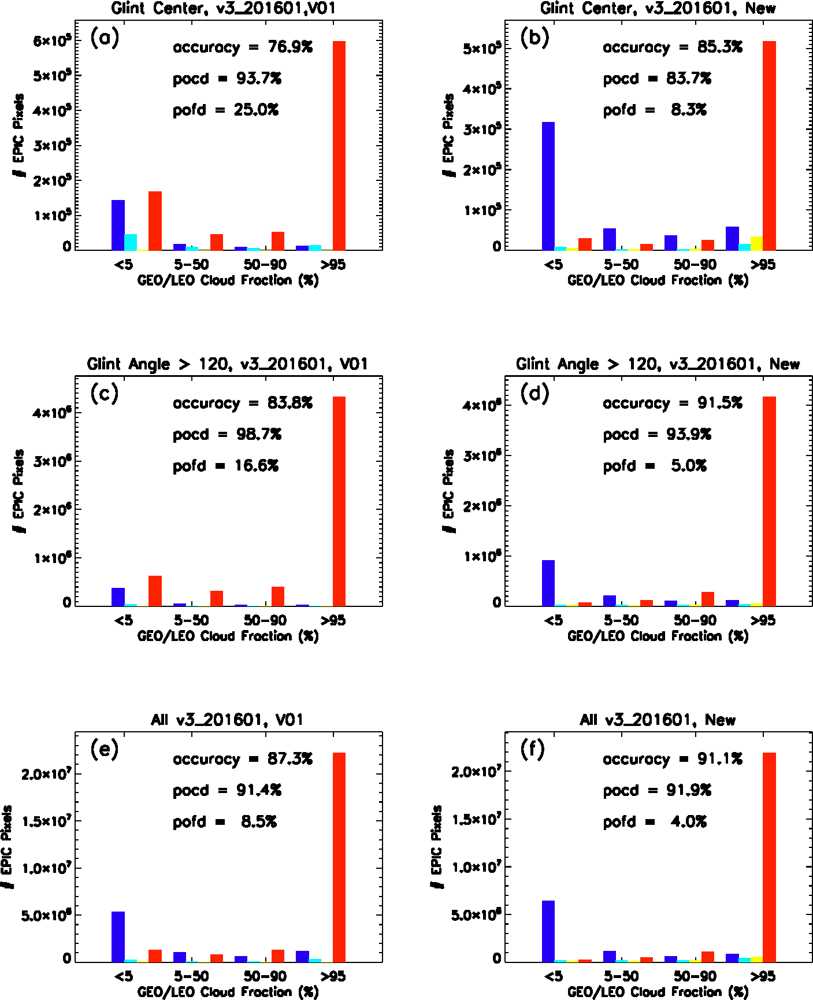 Glint Center, v3_201601,V01
(a)
accuracy = 76.9%
pocd = 93.7%
pofd = 25.0%
6×10⁵
5×10⁵
4×10⁵
3×10⁵
2×10⁵
1×10⁵
0
# EPIC Pixels
<5 5-50 50-90 >95
GEO/LEO Cloud Fraction (%)
Glint Center, v3_201601, New
(b)
accuracy = 85.3%
pocd = 83.7%
pofd = 8.3%
5×10⁵
4×10⁵
3×10⁵
2×10⁵
1×10⁵
0
# EPIC Pixels
<5 5-50 50-90 >95
GEO/LEO Cloud Fraction (%)
Glint Angle > 120, v3_201601, V01
(c)
accuracy = 83.8%
pocd = 98.7%
pofd = 16.6%
4×10⁶
3×10⁶
2×10⁶
1×10⁶
0
# EPIC Pixels
<5 5-50 50-90 >95
GEO/LEO Cloud Fraction (%)
Glint Angle > 120, v3_201601, New
(d)
accuracy = 91.5%
pocd = 93.9%
pofd = 5.0%
4×10⁶
3×10⁶
2×10⁶
1×10⁶
0
# EPIC Pixels
<5 5-50 50-90 >95
GEO/LEO Cloud Fraction (%)
All v3_201601, V01
(e)
accuracy = 87.3%
pocd = 91.4%
pofd = 8.5%
2.0×10⁷
1.5×10⁷
1.0×10⁷
5.0×10⁶
0
# EPIC Pixels
<5 5-50 50-90 >95
GEO/LEO Cloud Fraction (%)
All v3_201601, New
(f)
accuracy = 91.1%
pocd = 91.9%
pofd = 4.0%
2.0×10⁷
1.5×10⁷
1.0×10⁷
5.0×10⁶
0
# EPIC Pixels
<5 5-50 50-90 >95
GEO/LEO Cloud Fraction (%)